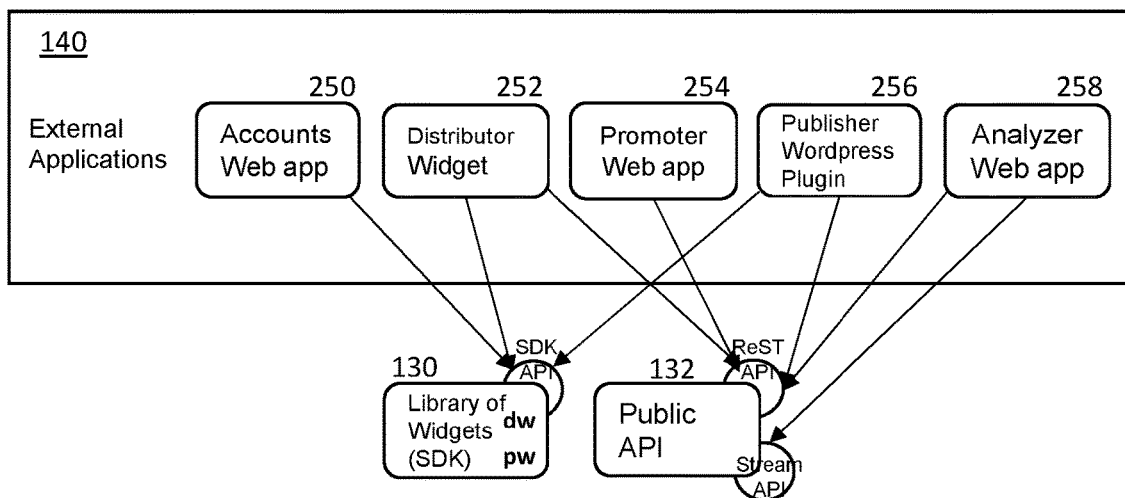 140
250
252
254
256
258
External
Applications
Accounts
Web app
Distributor
Widget
Promoter
Web app
Publisher
Wordpress
Plugin
Analyzer
Web app
SDK
API
ReST
API
130
132
Library of
Widgets
(SDK)
dw
pw
Public
API
Stream
API